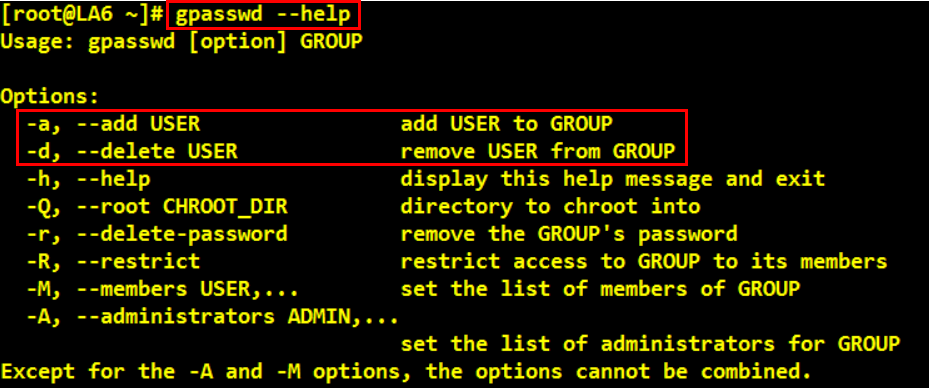 [root@LA6 ~]# gpasswd --help
Usage: gpasswd [option] GROUP
Options:
-a, --add USER add USER to GROUP
-d, --delete USER remove USER from GROUP
-h, --help display this help message and exit
-Q, --root CHROOT_DIR directory to chroot into
-r, --delete-password remove the GROUP's password
-R, --restrict restrict access to GROUP to its members
-M, --members USER,... set the list of members of GROUP
-A, --administrators ADMIN,...
set the list of administrators for GROUP
Except for the -A and -M options, the options cannot be combined.